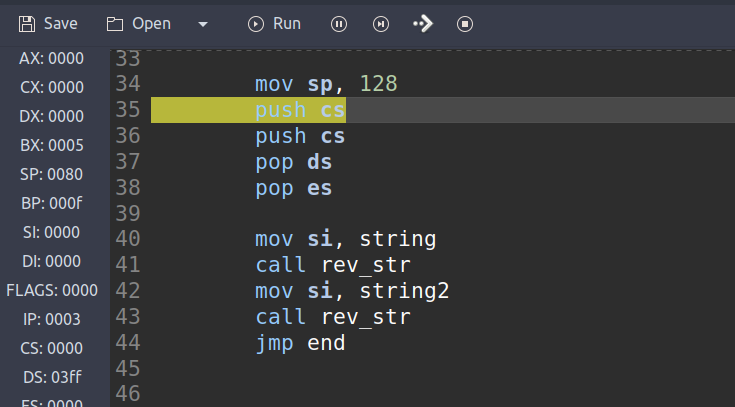 Save Open Run
AX: 0000
CX: 0000
DX: 0000
BX: 0005
SP: 0080
BP: 000f
SI: 0000
DI: 0000
FLAGS: 0000
IP: 0003
CS: 0000
DS: 03ff
ES: 0000
33
34 mov sp, 128
35 push cs
36 push cs
37 pop ds
38 pop es
39
40 mov si, string
41 call rev_str
42 mov si, string2
43 call rev_str
44 jmp end
45
46